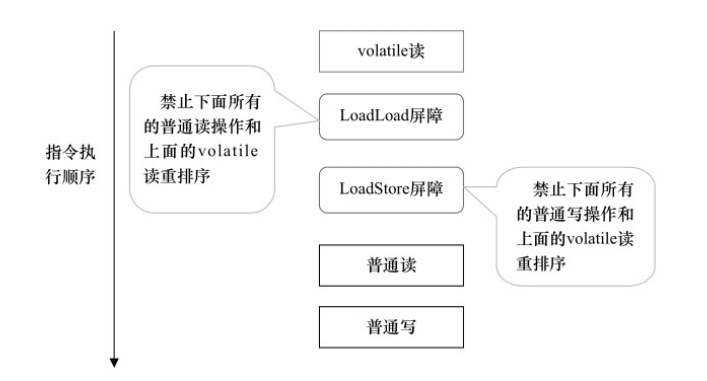 volatile读
禁止下面所有
的普通读操作和
上面的volatile
读重排序
LoadLoad屏障
指令执
行顺序
LoadStore屏障
禁止下面所有
的普通写操作和
上面的volatile读
重排序
普通读
普通写